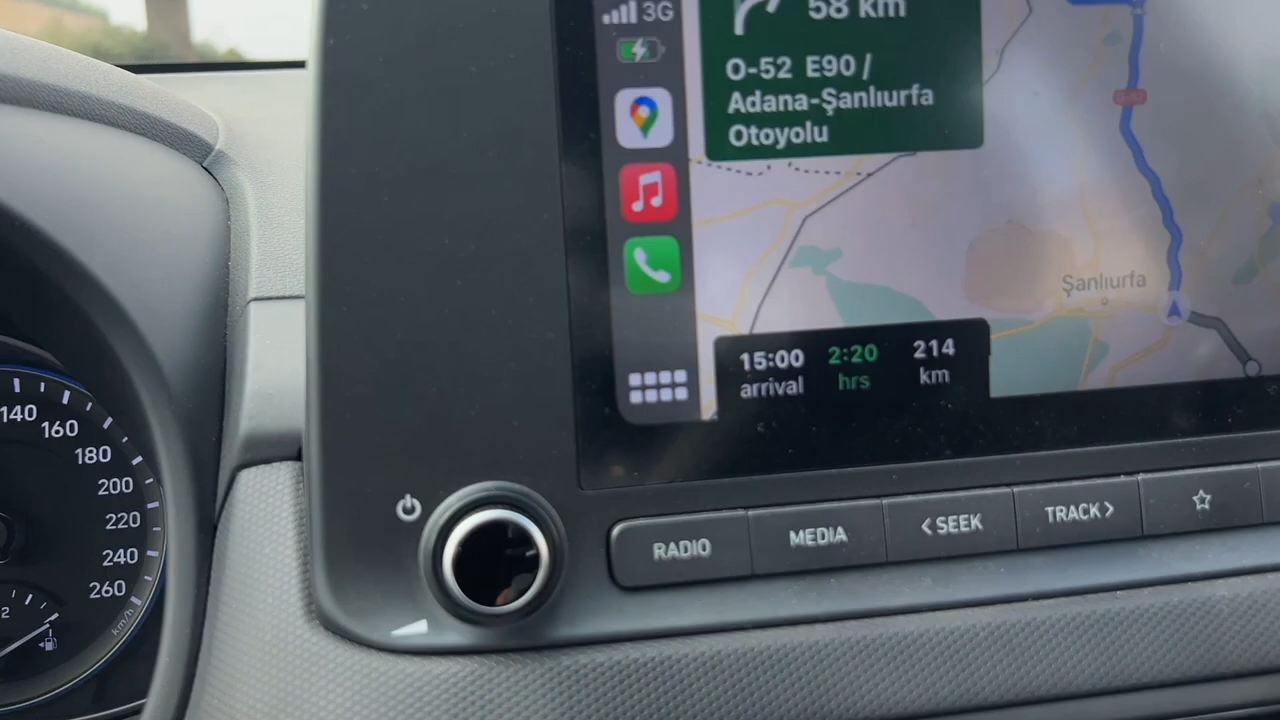 3G
58 km
O-52 E90 /
Adana-Şanlıurfa
Otoyolu
Şanlıurfa
15:00 2:20 214
arrival hrs km
140
160
180
200
220
240
260
km/h
2
RADIO MEDIA <SEEK TRACK>